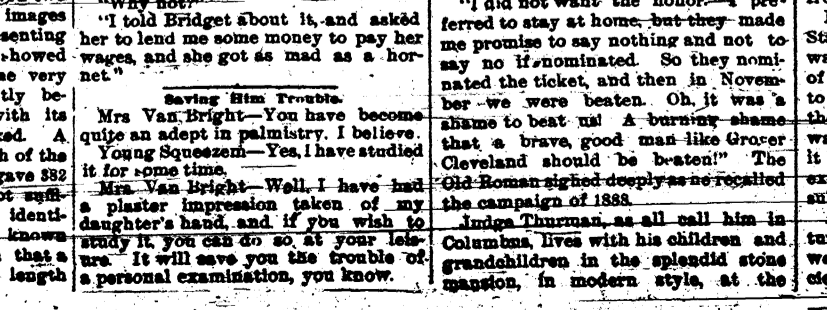 images
senting
showed
ne very
tly be-
with its
ked. A
h of the
gave $82
ot suffi-
identi-
known
that a
length
"Why not?"
"I told Bridget about it, and asked
her to lend me some money to pay her
wages, and she got as mad as a hor-
net."
Saving Him Trouble.
Mrs Van Bright—You have become
quite an adept in palmistry. I believe.
Young Squeezem—Yes, I have studied
it for some time.
Mrs. Van Bright—Well, I have had
a plaster impression taken of my
daughter's hand, and if you wish to
study it, you can do so at your leis-
ure. It will save you the trouble of
a personal examination, you know.
"I did not want the honor. I pre-
ferred to stay at home, but they made
me promise to say nothing and not to
say no if nominated. So they nomi-
nated the ticket, and then in Novem-
ber we were beaten. Oh, it was a
shame to beat us! A burning shame
that a brave, good man like Grover
Cleveland should be beaten!" The
Old Roman sighed deeply as he recalled
the campaign of 1888.
Judge Thurman, as all call him in
Columbus, lives with his children and
grandchildren in the splendid stone
mansion, in modern style, at the